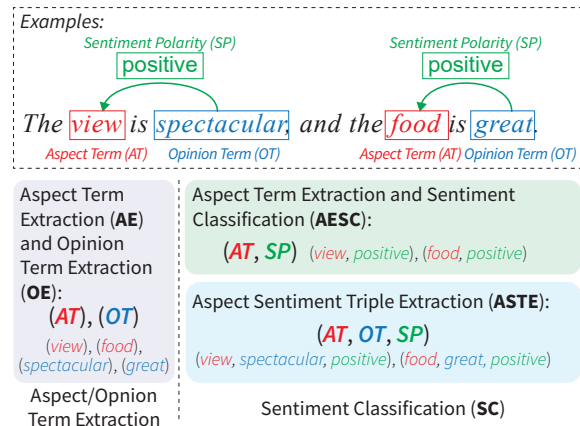 Examples:
Sentiment Polarity (SP) Sentiment Polarity (SP)
positive positive
The view is spectacular, and the food is great.
Aspect Term (AT) Opinion Term (OT) Aspect Term (AT) Opinion Term (OT)
Aspect Term
Extraction (AE)
and Opinion
Term Extraction
(OE):
(AT), (OT)
(view), (food),
(spectacular), (great)
Aspect/Opnion
Term Extraction
Aspect Term Extraction and Sentiment
Classification (AESC):
(AT, SP) (view, positive), (food, positive)
Aspect Sentiment Triple Extraction (ASTE):
(AT, OT, SP)
(view, spectacular, positive), (food, great, positive)
Sentiment Classification (SC)